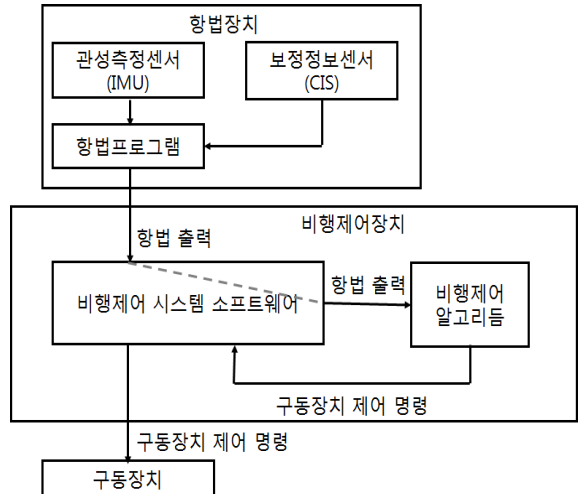 항법장치
관성측정센서
(IMU)
보정정보센서
(CIS)
항법프로그램
비행제어장치
항법 출력
비행제어 시스템 소프트웨어
항법 출력
비행제어
알고리듬
구동장치 제어 명령
구동장치 제어 명령
구동장치